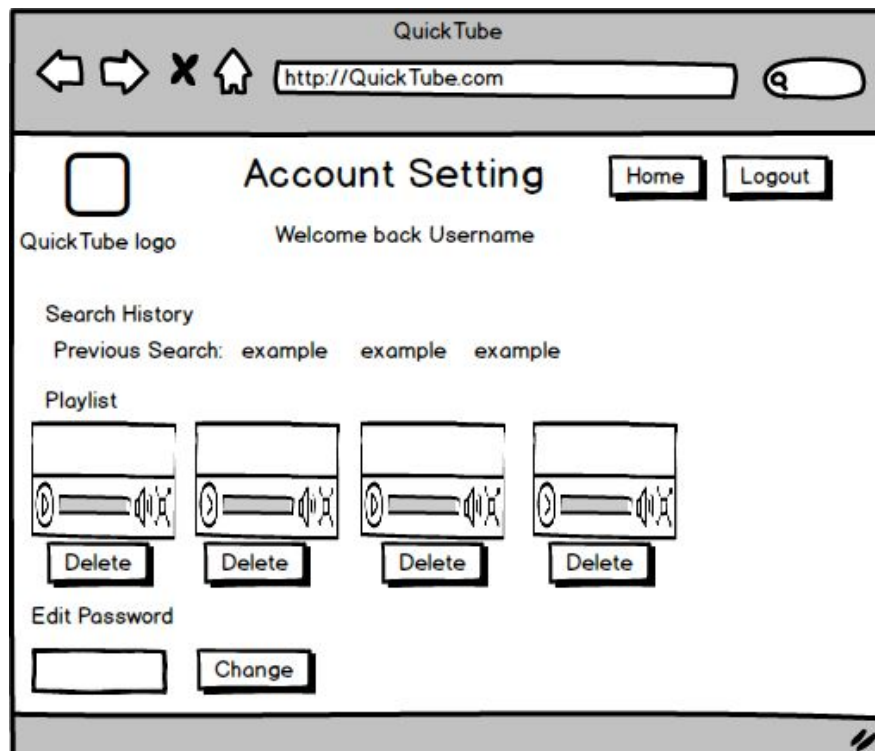 QuickTube
http://QuickTube.com
Account Setting
Home
Logout
QuickTube logo
Welcome back Username
Search History
Previous Search: example example example
Playlist
Delete Delete Delete Delete
Edit Password
Change